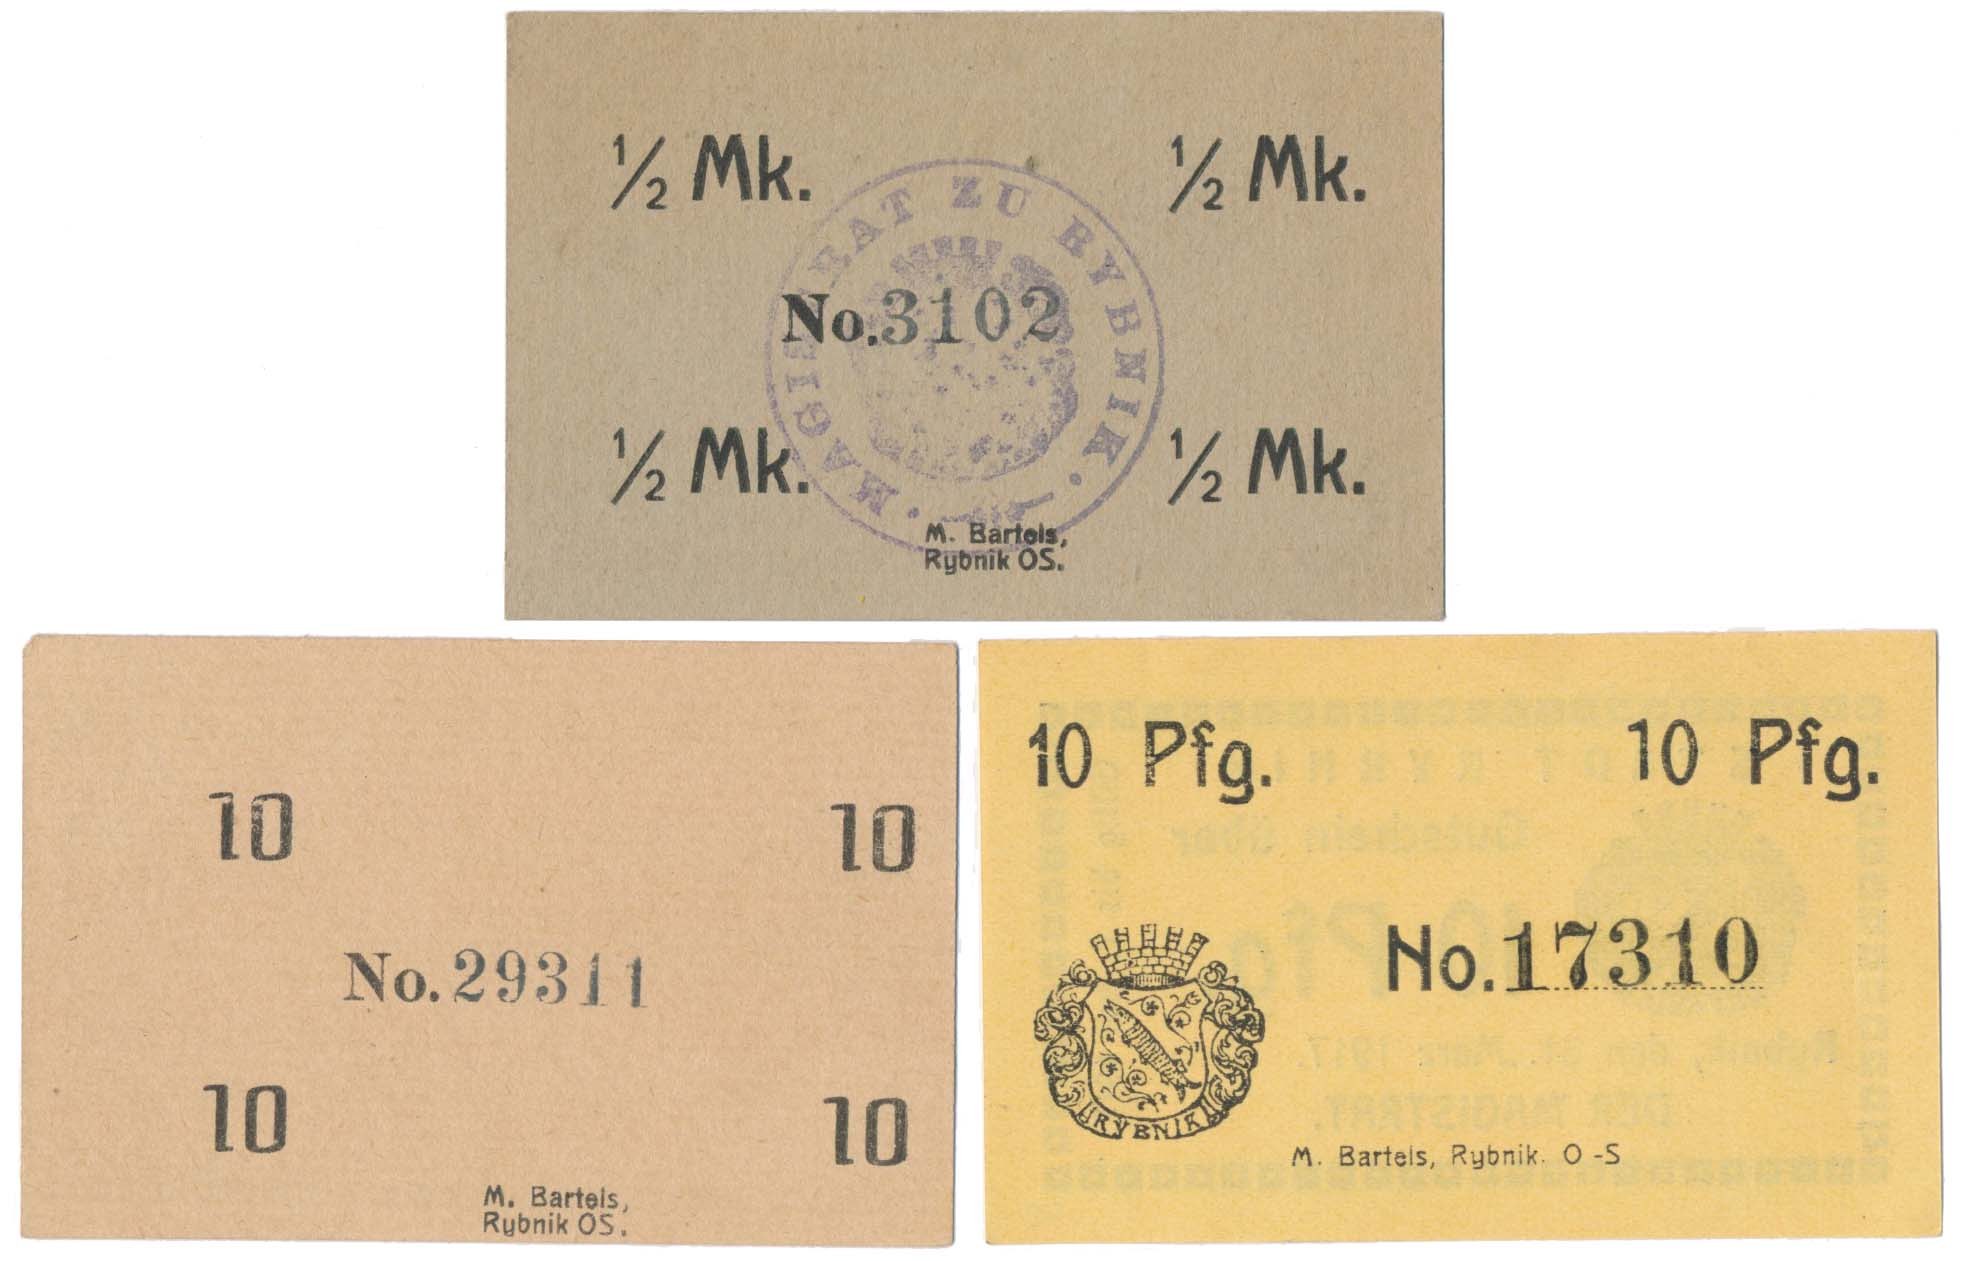 ½ Mk. ½ Mk.
MAGISTRAT ZU RYBNIK
No. 3102
½ Mk. ½ Mk.
M. Bartels,
Rybnik OS.
10 10
No. 29311
10 10
M. Bartels,
Rybnik OS.
10 Pfg. 10 Pfg.
No. 17310
RYBNIK
M. Bartels, Rybnik. O-S